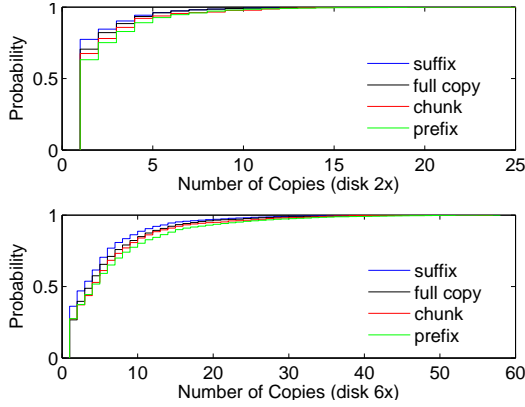 1
0.5
0
Probability
suffix
full copy
chunk
prefix
0 5 10 15 20 25
Number of Copies (disk 2x)
1
0.5
0
Probability
suffix
full copy
chunk
prefix
0 10 20 30 40 50 60
Number of Copies (disk 6x)